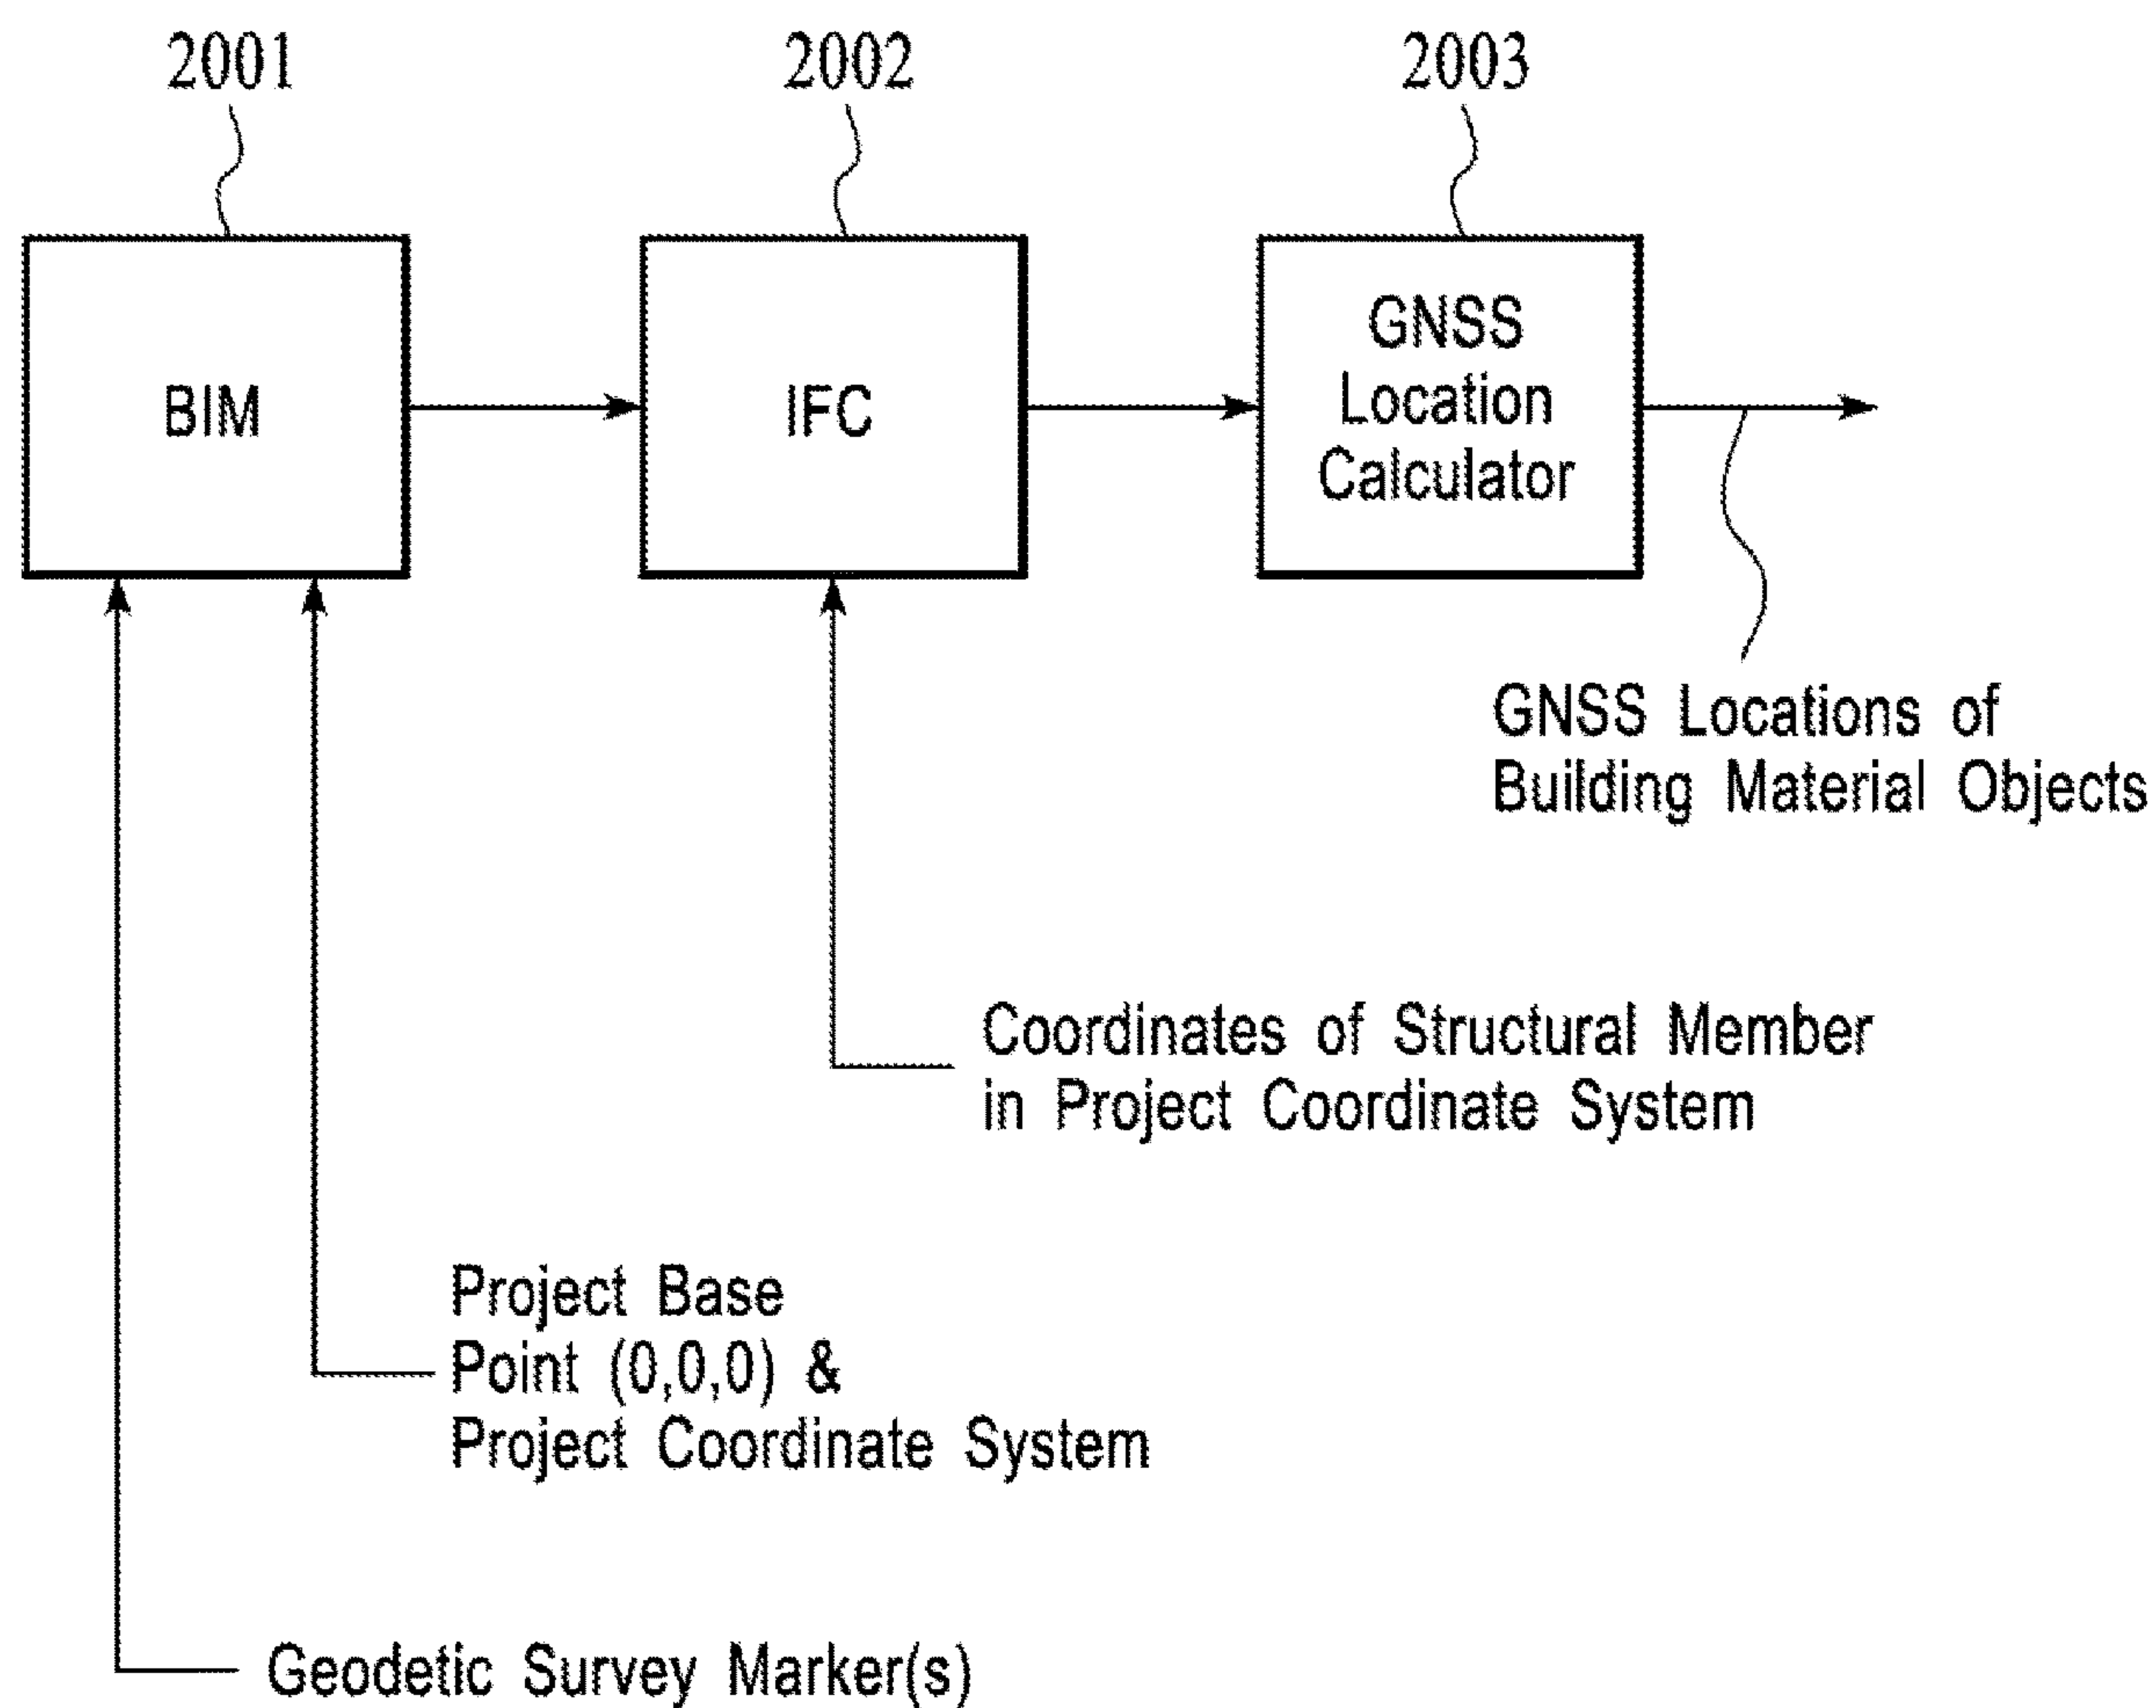 2001
2002
2003
BIM
IFC
GNSS
Location
Calculator
GNSS Locations of
Building Material Objects
Coordinates of Structural Member
in Project Coordinate System
Project Base
Point (0,0,0) &
Project Coordinate System
Geodetic Survey Marker(s)